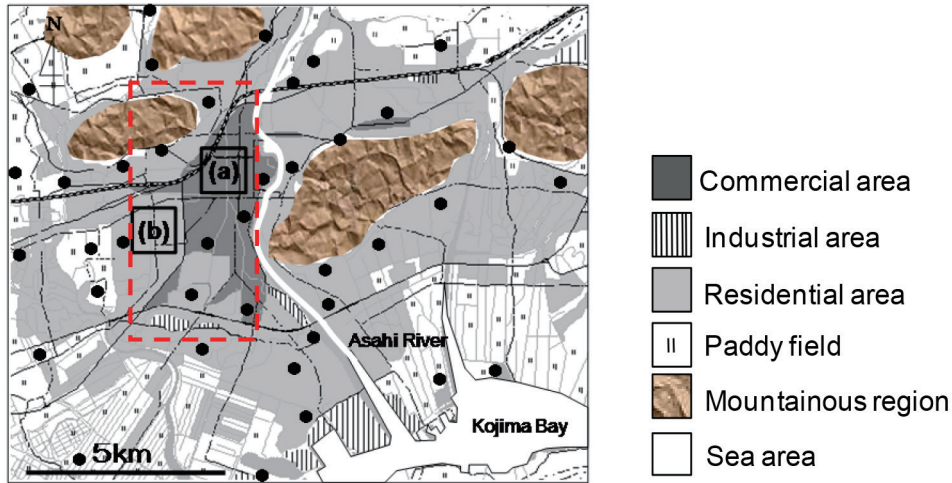 N
(a)
(b)
Asahi River
Kojima Bay
5km
Commercial area
Industrial area
Residential area
Paddy field
Mountainous region
Sea area